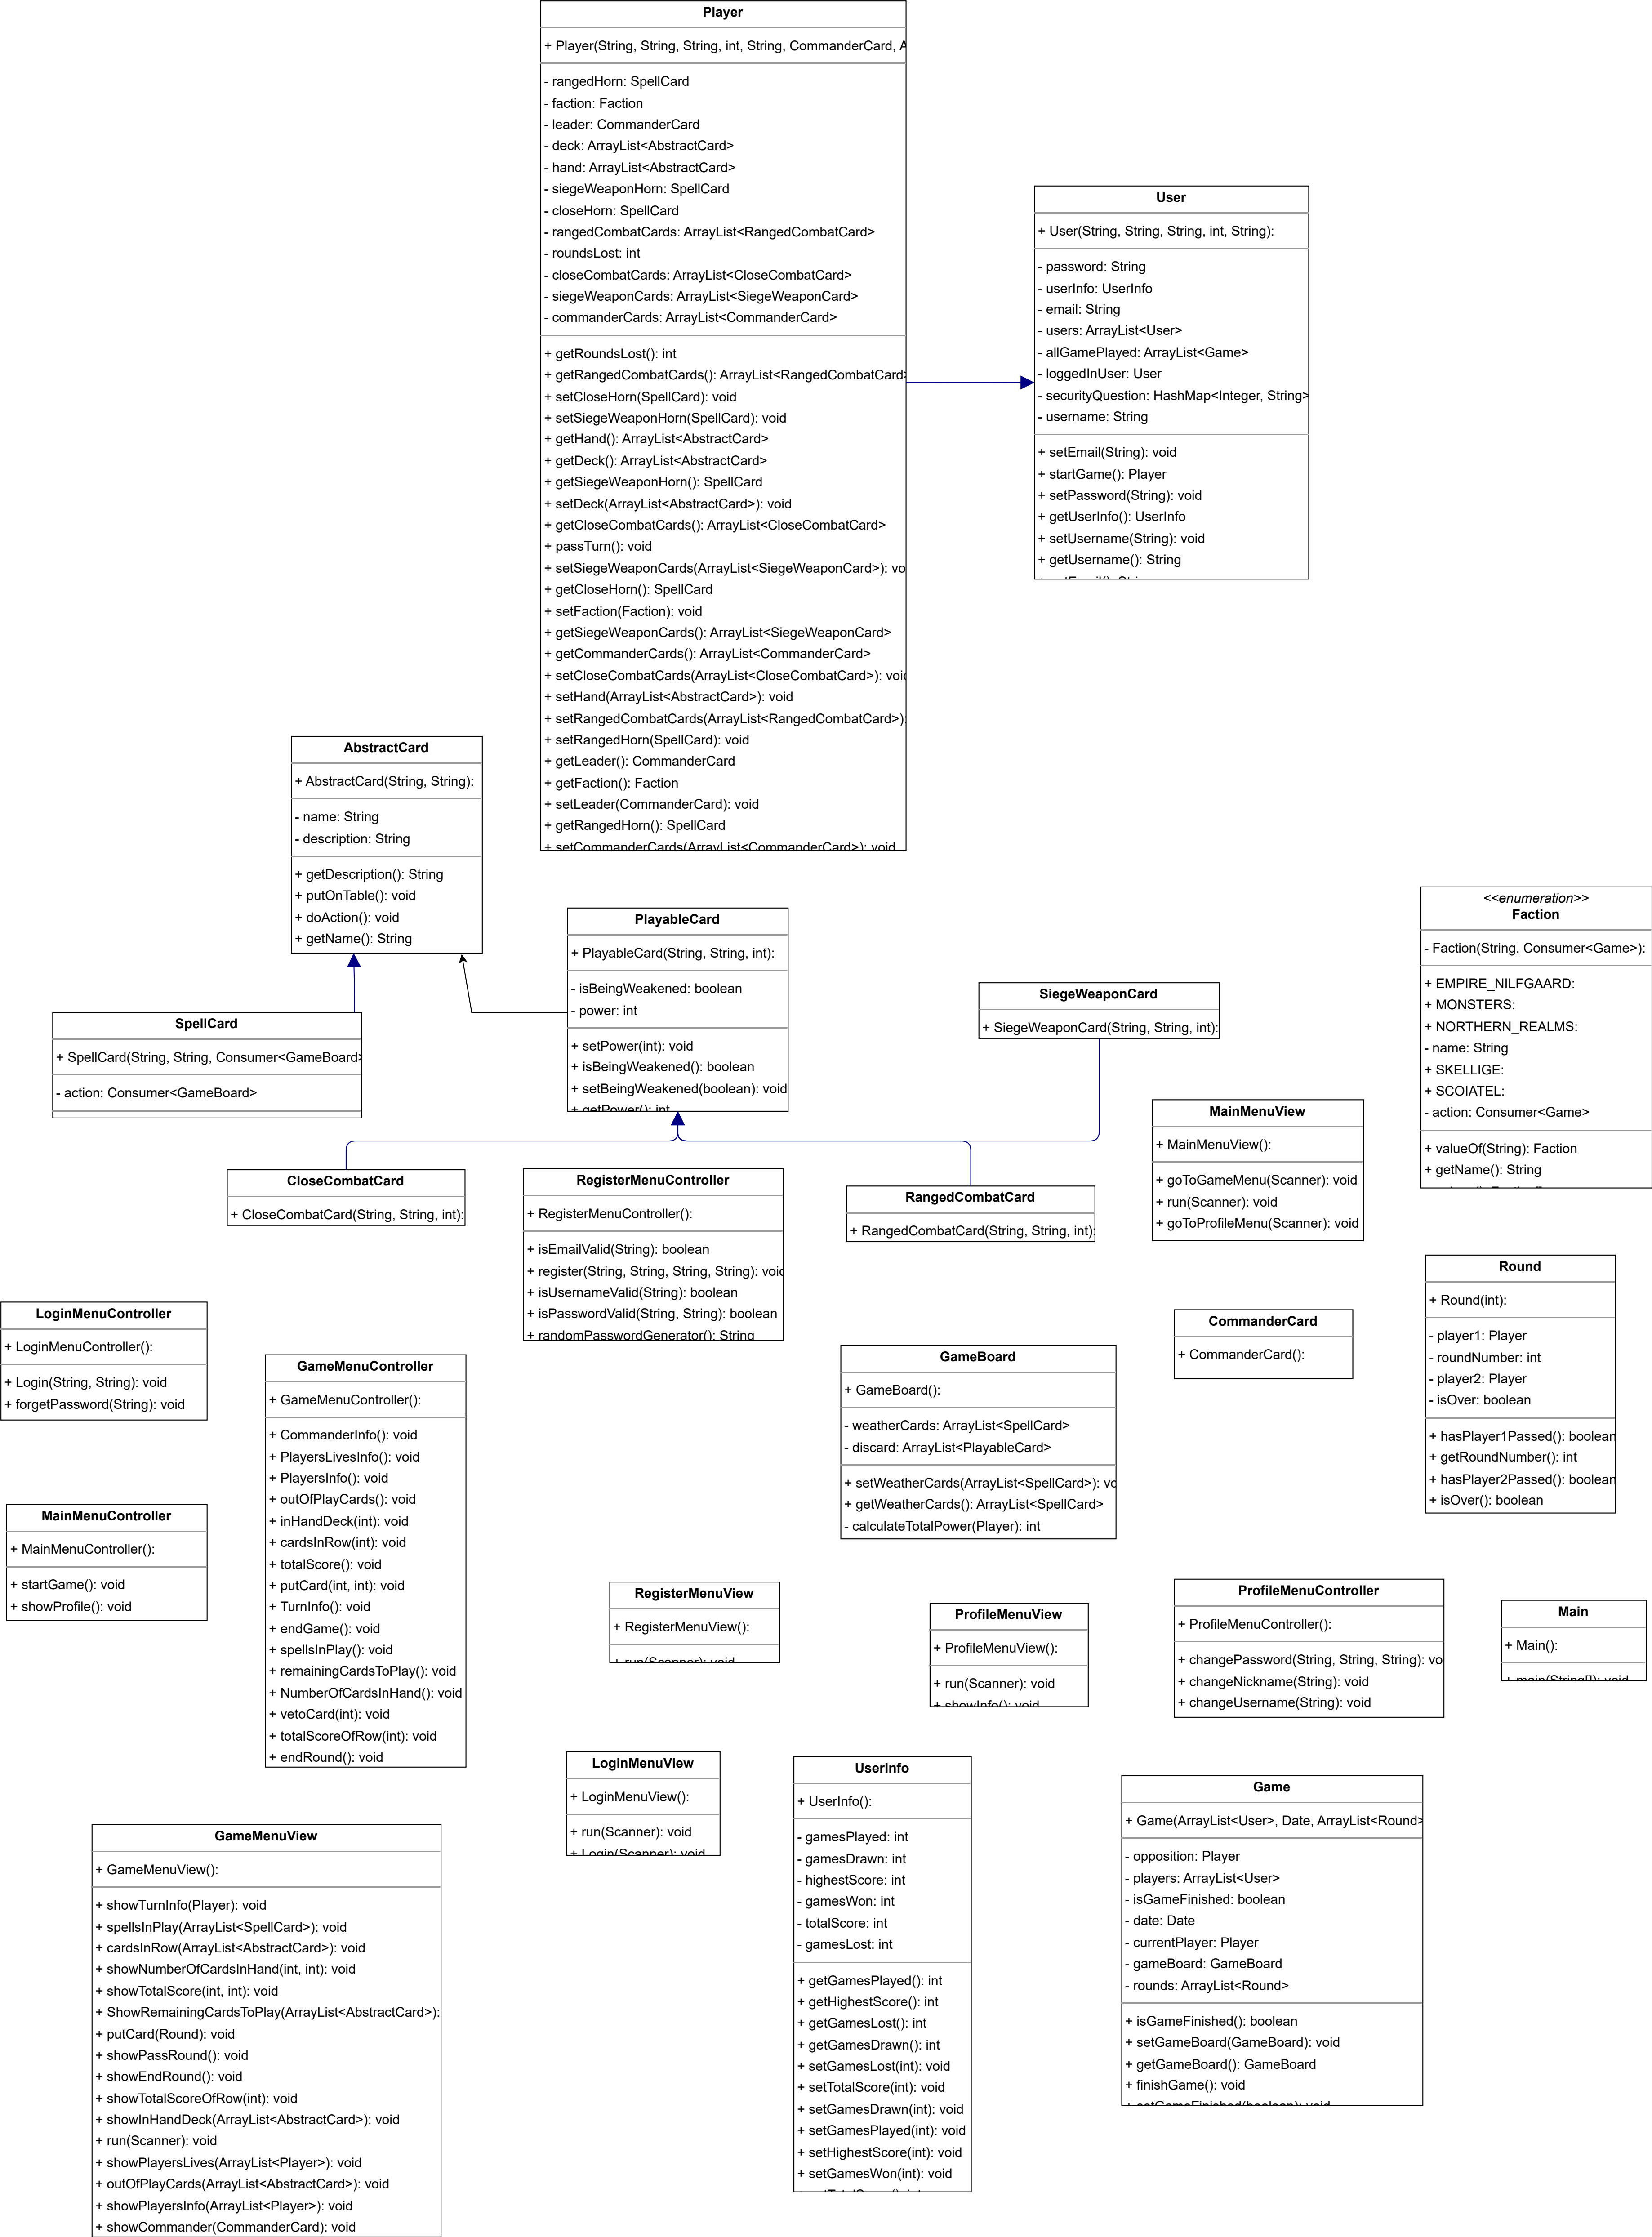 Player
+ Player(String, String, String, int, String, CommanderCard, A
- rangedHorn: SpellCard
- faction: Faction
- leader: CommanderCard
- deck: ArrayList<AbstractCard>
- hand: ArrayList<AbstractCard>
- siegeWeaponHorn: SpellCard
- closeHorn: SpellCard
- rangedCombatCards: ArrayList<RangedCombatCard>
- roundsLost: int
- closeCombatCards: ArrayList<CloseCombatCard>
- siegeWeaponCards: ArrayList<SiegeWeaponCard>
- commanderCards: ArrayList<CommanderCard>
+ getRoundsLost(): int
+ getRangedCombatCards(): ArrayList<RangedCombatCard>
+ setCloseHorn(SpellCard): void
+ setSiegeWeaponHorn(SpellCard): void
+ getHand(): ArrayList<AbstractCard>
+ getDeck(): ArrayList<AbstractCard>
+ getSiegeWeaponHorn(): SpellCard
+ setDeck(ArrayList<AbstractCard>): void
+ getCloseCombatCards(): ArrayList<CloseCombatCard>
+ passTurn(): void
+ setSiegeWeaponCards(ArrayList<SiegeWeaponCard>): vo
+ getCloseHorn(): SpellCard
+ setFaction(Faction): void
+ getSiegeWeaponCards(): ArrayList<SiegeWeaponCard>
+ getCommanderCards(): ArrayList<CommanderCard>
+ setCloseCombatCards(ArrayList<CloseCombatCard>): void
+ setHand(ArrayList<AbstractCard>): void
+ setRangedCombatCards(ArrayList<RangedCombatCard>):
+ setRangedHorn(SpellCard): void
+ getLeader(): CommanderCard
+ getFaction(): Faction
+ setLeader(CommanderCard): void
+ getRangedHorn(): SpellCard
+ setCommanderCards(ArrayList<CommanderCard>): void
User
+ User(String, String, String, int, String):
- password: String
- userInfo: UserInfo
- email: String
- users: ArrayList<User>
- allGamePlayed: ArrayList<Game>
- loggedInUser: User
- securityQuestion: HashMap<Integer, String>
- username: String
+ setEmail(String): void
+ startGame(): Player
+ setPassword(String): void
+ getUserInfo(): UserInfo
+ setUsername(String): void
+ getUsername(): String
AbstractCard
+ AbstractCard(String, String):
- name: String
- description: String
+ getDescription(): String
+ putOnTable(): void
+ doAction(): void
+ getName(): String
PlayableCard
+ PlayableCard(String, String, int):
- isBeingWeakened: boolean
- power: int
+ setPower(int): void
+ isBeingWeakened(): boolean
+ setBeingWeakened(boolean): void
+ getPower(): int
<<enumeration>>
Faction
- Faction(String, Consumer<Game>):
+ EMPIRE_NILFGAARD:
+ MONSTERS:
+ NORTHERN_REALMS:
- name: String
+ SKELLIGE:
+ SCOIATEL:
- action: Consumer<Game>
+ valueOf(String): Faction
+ getName(): String
SiegeWeaponCard
+ SiegeWeaponCard(String, String, int):
SpellCard
+ SpellCard(String, String, Consumer<GameBoard>
- action: Consumer<GameBoard>
MainMenuView
+ MainMenuView():
+ goToGameMenu(Scanner): void
+ run(Scanner): void
+ goToProfileMenu(Scanner): void
CloseCombatCard
+ CloseCombatCard(String, String, int):
RegisterMenuController
+ RegisterMenuController():
+ isEmailValid(String): boolean
+ register(String, String, String, String): void
+ isUsernameValid(String): boolean
+ isPasswordValid(String, String): boolean
+ randomPasswordGenerator(): String
RangedCombatCard
+ RangedCombatCard(String, String, int):
Round
+ Round(int):
- player1: Player
- roundNumber: int
- player2: Player
- isOver: boolean
+ hasPlayer1Passed(): boolean
+ getRoundNumber(): int
+ hasPlayer2Passed(): boolean
+ isOver(): boolean
LoginMenuController
+ LoginMenuController():
+ Login(String, String): void
+ forgetPassword(String): void
CommanderCard
+ CommanderCard():
GameMenuController
+ GameMenuController():
+ CommanderInfo(): void
+ PlayersLivesInfo(): void
+ PlayersInfo(): void
+ outOfPlayCards(): void
+ inHandDeck(int): void
+ cardsInRow(int): void
+ totalScore(): void
+ putCard(int, int): void
+ TurnInfo(): void
+ endGame(): void
+ spellsInPlay(): void
+ remainingCardsToPlay(): void
+ NumberOfCardsInHand(): void
+ vetoCard(int): void
+ totalScoreOfRow(int): void
+ endRound(): void
GameBoard
+ GameBoard():
- weatherCards: ArrayList<SpellCard>
- discard: ArrayList<PlayableCard>
+ setWeatherCards(ArrayList<SpellCard>): vo
+ getWeatherCards(): ArrayList<SpellCard>
- calculateTotalPower(Player): int
MainMenuController
+ MainMenuController():
+ startGame(): void
+ showProfile(): void
RegisterMenuView
+ RegisterMenuView():
+ run(Scanner): void
ProfileMenuView
+ ProfileMenuView():
+ run(Scanner): void
+ showInfo(): void
ProfileMenuController
+ ProfileMenuController():
+ changePassword(String, String, String): vo
+ changeNickname(String): void
+ changeUsername(String): void
Main
+ Main():
+ main(String[]): void
LoginMenuView
+ LoginMenuView():
+ run(Scanner): void
+ Login(Scanner): void
UserInfo
+ UserInfo():
- gamesPlayed: int
- gamesDrawn: int
- highestScore: int
- gamesWon: int
- totalScore: int
- gamesLost: int
+ getGamesPlayed(): int
+ getHighestScore(): int
+ getGamesLost(): int
+ getGamesDrawn(): int
+ setGamesLost(int): void
+ setTotalScore(int): void
+ setGamesDrawn(int): void
+ setGamesPlayed(int): void
+ setHighestScore(int): void
+ setGamesWon(int): void
Game
+ Game(ArrayList<User>, Date, ArrayList<Round>
- opposition: Player
- players: ArrayList<User>
- isGameFinished: boolean
- date: Date
- currentPlayer: Player
- gameBoard: GameBoard
- rounds: ArrayList<Round>
+ isGameFinished(): boolean
+ setGameBoard(GameBoard): void
+ getGameBoard(): GameBoard
+ finishGame(): void
+ setGameFinished(boolean): void
GameMenuView
+ GameMenuView():
+ showTurnInfo(Player): void
+ spellsInPlay(ArrayList<SpellCard>): void
+ cardsInRow(ArrayList<AbstractCard>): void
+ showNumberOfCardsInHand(int, int): void
+ showTotalScore(int, int): void
+ ShowRemainingCardsToPlay(ArrayList<AbstractCard>):
+ putCard(Round): void
+ showPassRound(): void
+ showEndRound(): void
+ showTotalScoreOfRow(int): void
+ showInHandDeck(ArrayList<AbstractCard>): void
+ run(Scanner): void
+ showPlayersLives(ArrayList<Player>): void
+ outOfPlayCards(ArrayList<AbstractCard>): void
+ showPlayersInfo(ArrayList<Player>): void
+ showCommander(CommanderCard): void